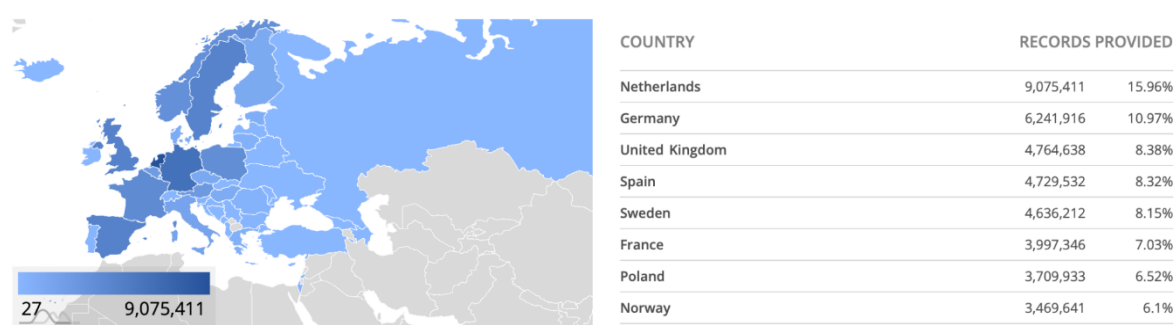 COUNTRY RECORDS PROVIDED
Netherlands 9,075,411 15.96%
Germany 6,241,916 10.97%
United Kingdom 4,764,638 8.38%
Spain 4,729,532 8.32%
Sweden 4,636,212 8.15%
France 3,997,346 7.03%
Poland 3,709,933 6.52%
Norway 3,469,641 6.1%
27 9,075,411